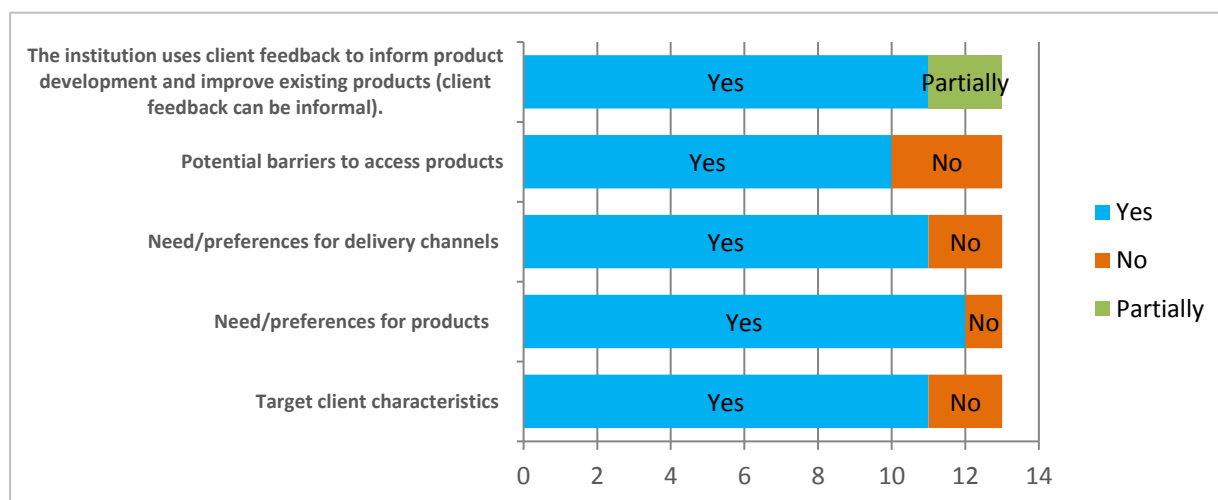 The institution uses client feedback to inform product
development and improve existing products (client
feedback can be informal).
Yes
Partially
Potential barriers to access products
Yes
No
Need/preferences for delivery channels
Yes
No
Need/preferences for products
Yes
No
Target client characteristics
Yes
No
0 2 4 6 8 10 12 14
Yes
No
Partially